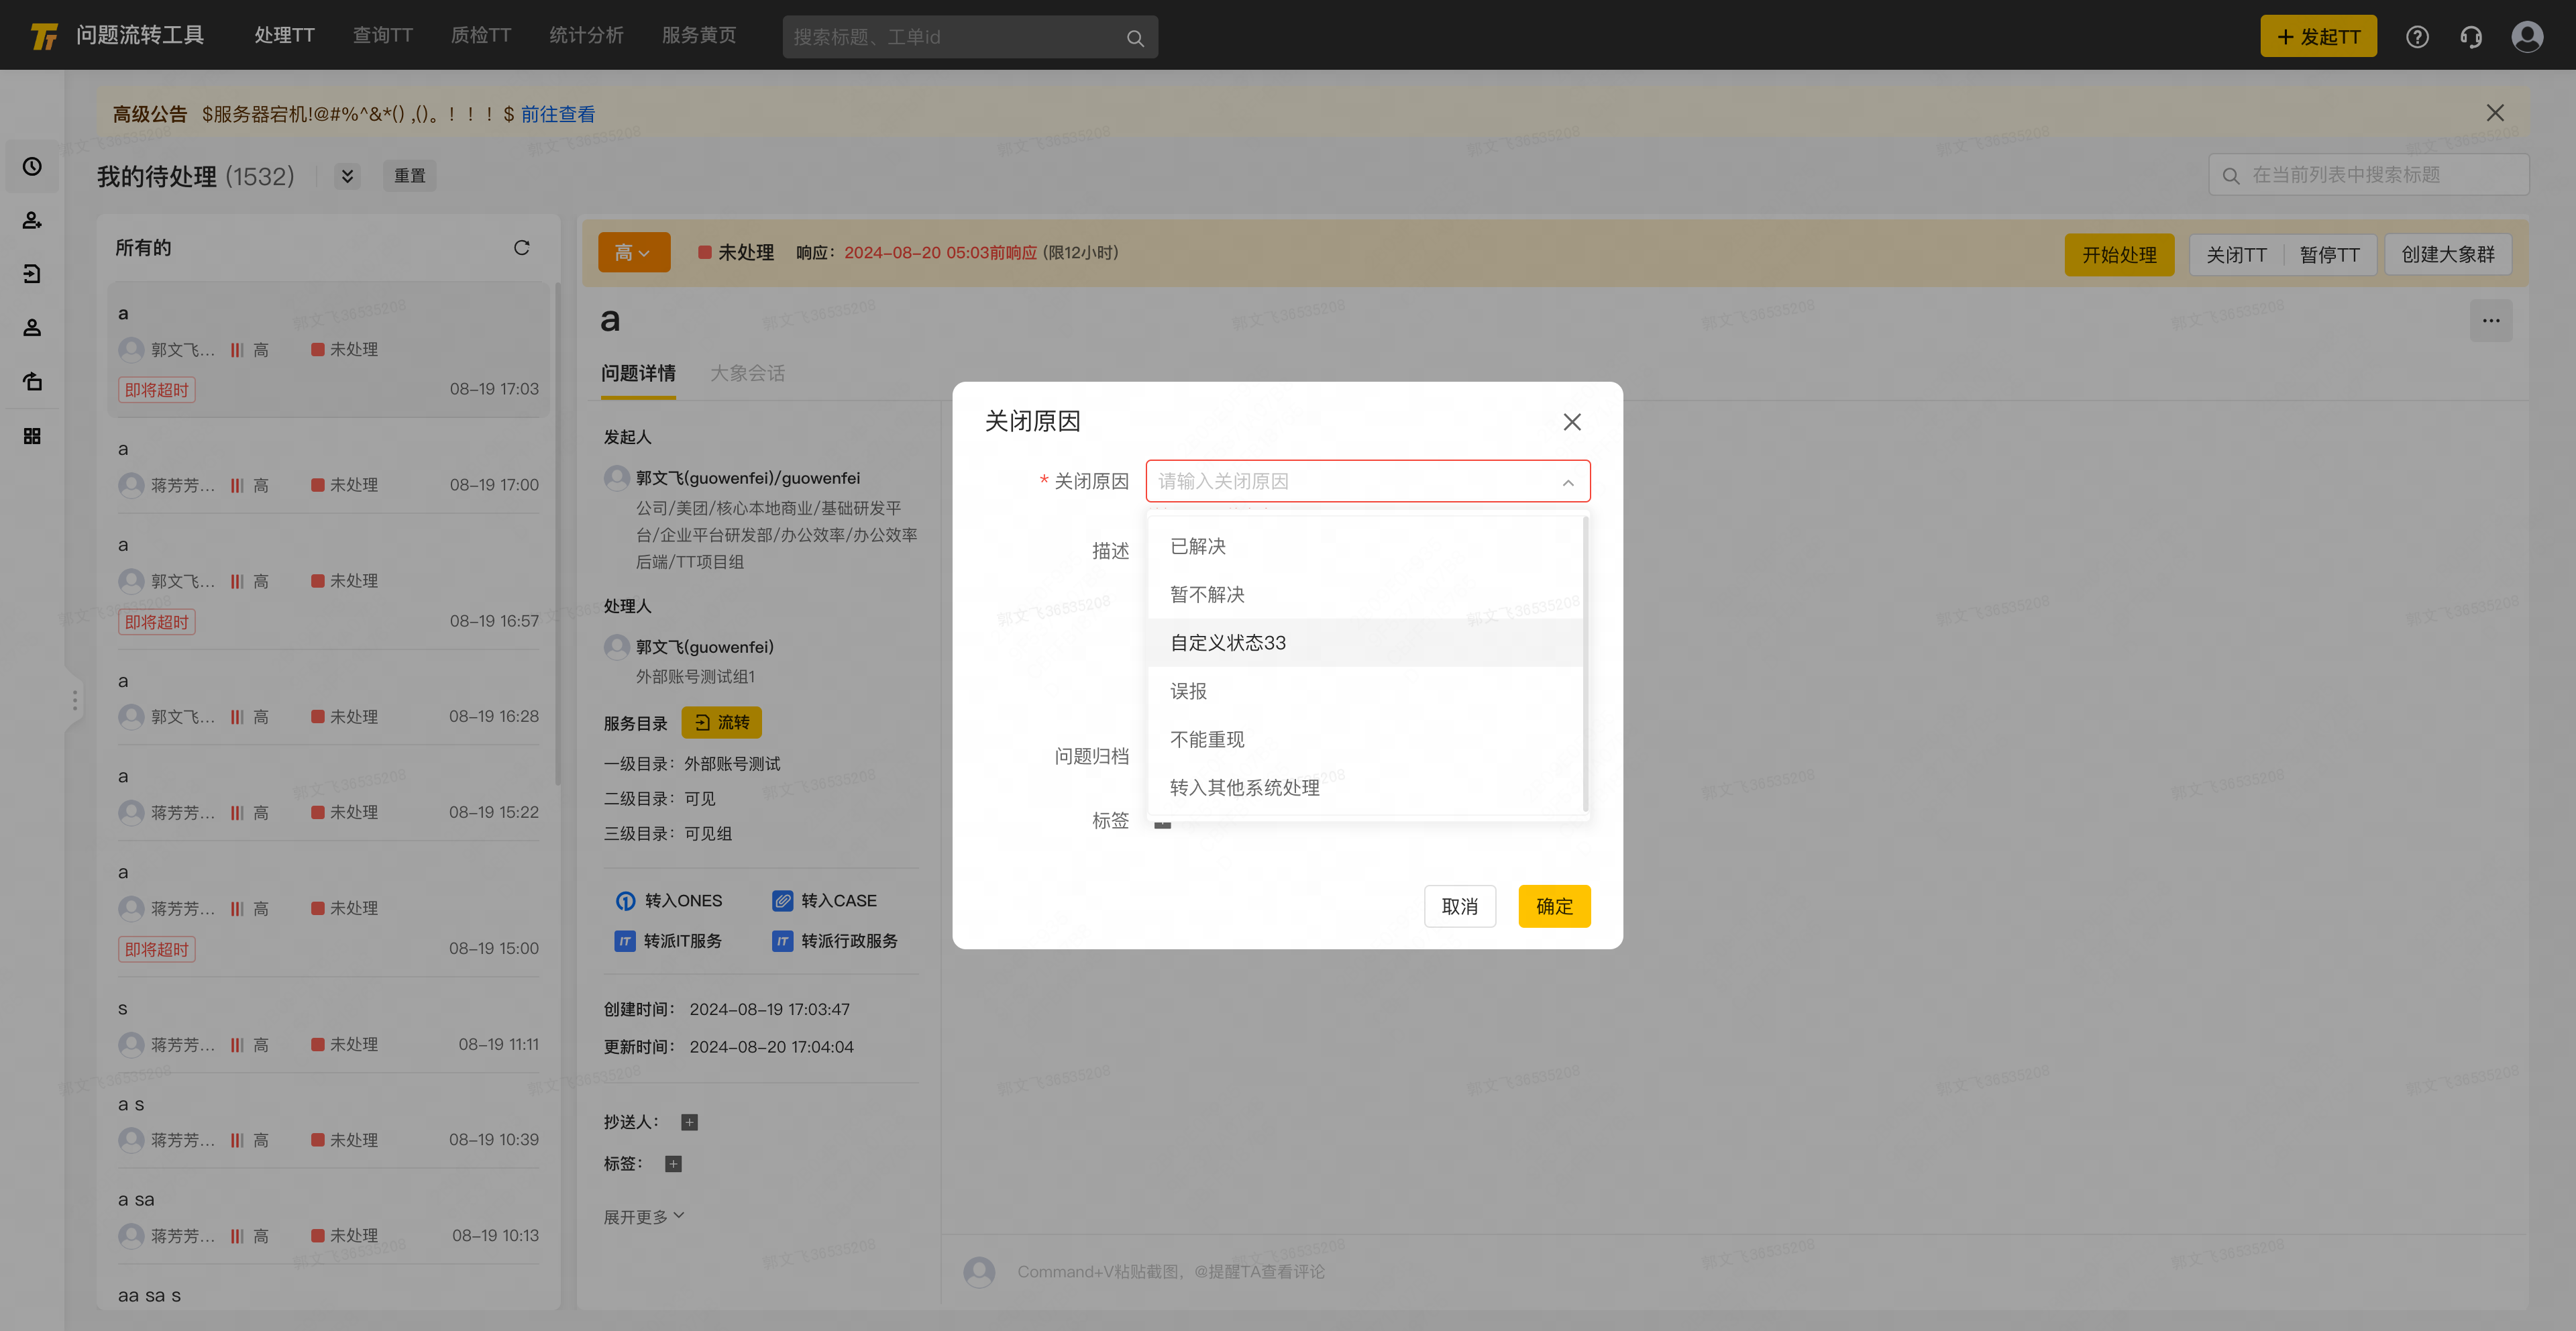 问题流转工具
处理TT
查询TT
质检TT
统计分析
服务黄页
搜索标题、工单id
发起TT
高级公告 $服务器宕机!@#%^&*() ,()。！！！$ 前往查看
我的待处理 (1532)
重置
在当前列表中搜索标题
所有的
a
郭文飞... 高 未处理
即将超时 08-19 17:03
a
蒋芳芳... 高 未处理 08-19 17:00
a
郭文飞... 高 未处理
即将超时 08-19 16:57
a
郭文飞... 高 未处理 08-19 16:28
a
蒋芳芳... 高 未处理 08-19 15:22
a
蒋芳芳... 高 未处理
即将超时 08-19 15:00
s
蒋芳芳... 高 未处理 08-19 11:11
a s
蒋芳芳... 高 未处理 08-19 10:39
a sa
蒋芳芳... 高 未处理 08-19 10:13
aa sa s
高 未处理 响应： 2024-08-20 05:03前响应 (限12小时)
开始处理
关闭TT
暂停TT
创建大象群
a
问题详情
大象会话
发起人
郭文飞(guowenfei)/guowenfei
公司/美团/核心本地商业/基础研发平
台/企业平台研发部/办公效率/办公效率
后端/TT项目组
处理人
郭文飞(guowenfei)
外部账号测试组1
服务目录 流转
一级目录：外部账号测试
二级目录：可见
三级目录：可见组
转入ONES 转入CASE
转派IT服务 转派行政服务
创建时间： 2024-08-19 17:03:47
更新时间： 2024-08-20 17:04:04
抄送人：
标签：
展开更多
关闭原因
* 关闭原因 请输入关闭原因
描述
已解决
暂不解决
自定义状态33
误报
不能重现
转入其他系统处理
问题归档
标签
取消
确定
Command+V粘贴截图，@提醒TA查看评论
郭文飞36535208